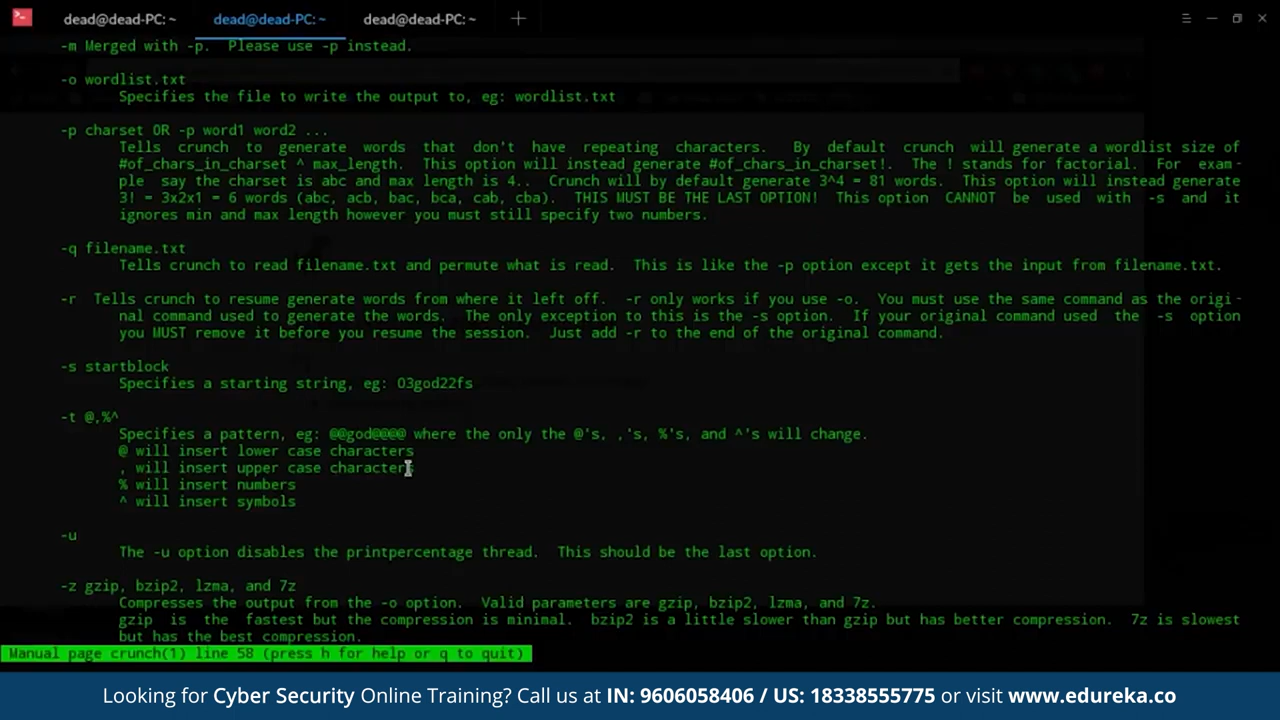 dead@dead-PC: ~ dead@dead-PC: ~ dead@dead-PC: ~
-m Merged with -p. Please use -p instead.
-o wordlist.txt
Specifies the file to write the output to, eg: wordlist.txt
-p charset OR -p word1 word2 ...
Tells crunch to generate words that don't have repeating characters. By default crunch will generate a wordlist size of
#of_chars_in_charset ^ max_length. This option will instead generate #of_chars_in_charset!. The ! stands for factorial. For exam-
ple say the charset is abc and max length is 4.. Crunch will by default generate 3^4 = 81 words. This option will instead generate
3! = 3x2x1 = 6 words (abc, acb, bac, bca, cab, cba). THIS MUST BE THE LAST OPTION! This option CANNOT be used with -s and it
ignores min and max length however you must still specify two numbers.
-q filename.txt
Tells crunch to read filename.txt and permute what is read. This is like the -p option except it gets the input from filename.txt.
-r Tells crunch to resume generate words from where it left off. -r only works if you use -o. You must use the same command as the origi-
nal command used to generate the words. The only exception to this is the -s option. If your original command used the -s option
you MUST remove it before you resume the session. Just add -r to the end of the original command.
-s startblock
Specifies a starting string, eg: 03god22fs
-t @,%^
Specifies a pattern, eg: @@god@@@@ where the only the @'s, ,'s, %'s, and ^'s will change.
@ will insert lower case characters
, will insert upper case characters
% will insert numbers
^ will insert symbols
-u
The -u option disables the printpercentage thread. This should be the last option.
-z gzip, bzip2, lzma, and 7z
Compresses the output from the -o option. Valid parameters are gzip, bzip2, lzma, and 7z.
gzip is the fastest but the compression is minimal. bzip2 is a little slower than gzip but has better compression. 7z is slowest
but has the best compression.
Manual page crunch(1) line 58 (press h for help or q to quit)
Looking for Cyber Security Online Training? Call us at IN: 9606058406 / US: 18338555775 or visit www.edureka.co